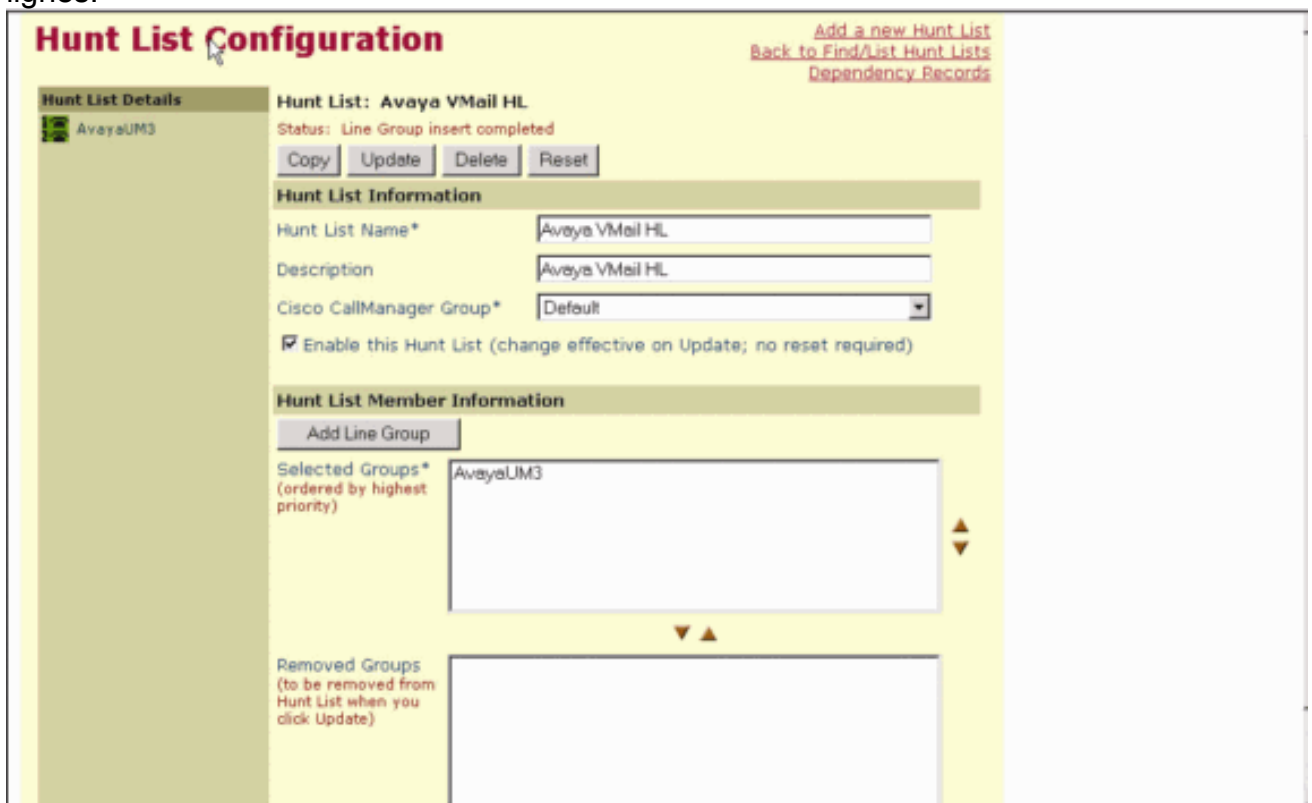 lignes.
Hunt List Configuration
Add a new Hunt List
Back to Find/List Hunt Lists
Dependency Records
Hunt List Details
AvayaUM3
Hunt List: Avaya VMail HL
Status: Line Group insert completed
Copy Update Delete Reset
Hunt List Information
Hunt List Name* Avaya VMail HL
Description Avaya VMail HL
Cisco CallManager Group* Default
Enable this Hunt List (change effective on Update; no reset required)
Hunt List Member Information
Add Line Group
Selected Groups* AvayaUM3
(ordered by highest
priority)
Removed Groups
(to be removed from
Hunt List when you
click Update)